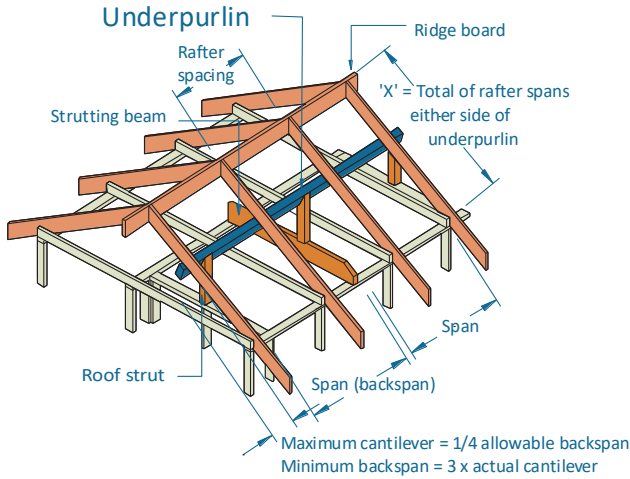 Underpurlin
Ridge board
Rafter
spacing
'X' = Total of rafter spans
either side of
underpurlin
Strutting beam
Span
Roof strut
Span (backspan)
Maximum cantilever = 1/4 allowable backspan
Minimum backspan = 3 x actual cantilever